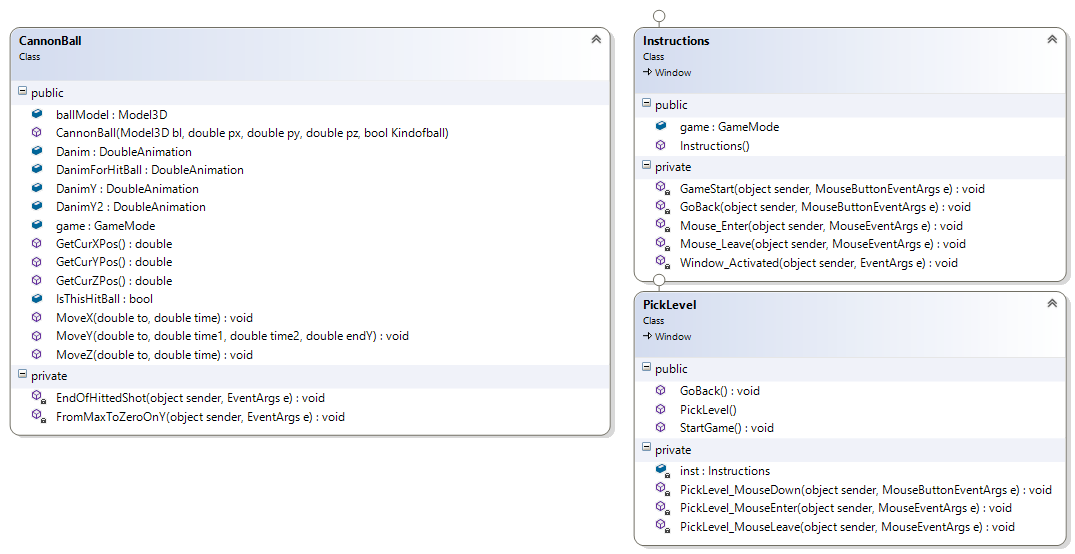 CannonBall
Class
public
ballModel : Model3D
CannonBall(Model3D bl, double px, double py, double pz, bool Kindofball)
Danim : DoubleAnimation
DanimForHitBall : DoubleAnimation
DanimY : DoubleAnimation
DanimY2 : DoubleAnimation
game : GameMode
GetCurXPos() : double
GetCurYPos() : double
GetCurZPos() : double
IsThisHitBall : bool
MoveX(double to, double time) : void
MoveY(double to, double time1, double time2, double endY) : void
MoveZ(double to, double time) : void
private
EndOfHittedShot(object sender, EventArgs e) : void
FromMaxToZeroOnY(object sender, EventArgs e) : void
Instructions
Class
Window
public
game : GameMode
Instructions()
private
GameStart(object sender, MouseButtonEventArgs e) : void
GoBack(object sender, MouseButtonEventArgs e) : void
Mouse_Enter(object sender, MouseEventArgs e) : void
Mouse_Leave(object sender, MouseEventArgs e) : void
Window_Activated(object sender, EventArgs e) : void
PickLevel
Class
Window
public
GoBack() : void
PickLevel()
StartGame() : void
private
inst : Instructions
PickLevel_MouseDown(object sender, MouseButtonEventArgs e) : void
PickLevel_MouseEnter(object sender, MouseEventArgs e) : void
PickLevel_MouseLeave(object sender, MouseEventArgs e) : void